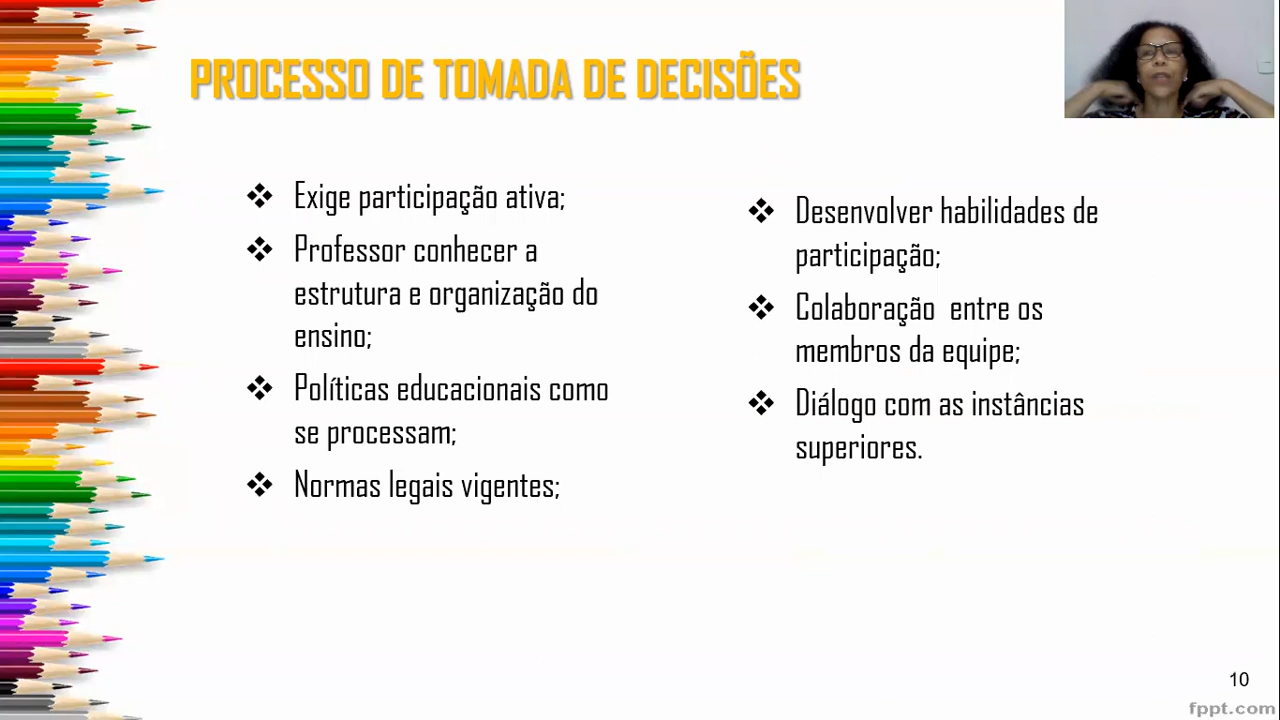 PROCESSO DE TOMADA DE DECISÕES
❖ Exige participação ativa;
❖ Professor conhecer a
estrutura e organização do
ensino;
❖ Políticas educacionais como
se processam;
❖ Normas legais vigentes;
❖ Desenvolver habilidades de
participação;
❖ Colaboração entre os
membros da equipe;
❖ Diálogo com as instâncias
superiores.
10
fppt.com